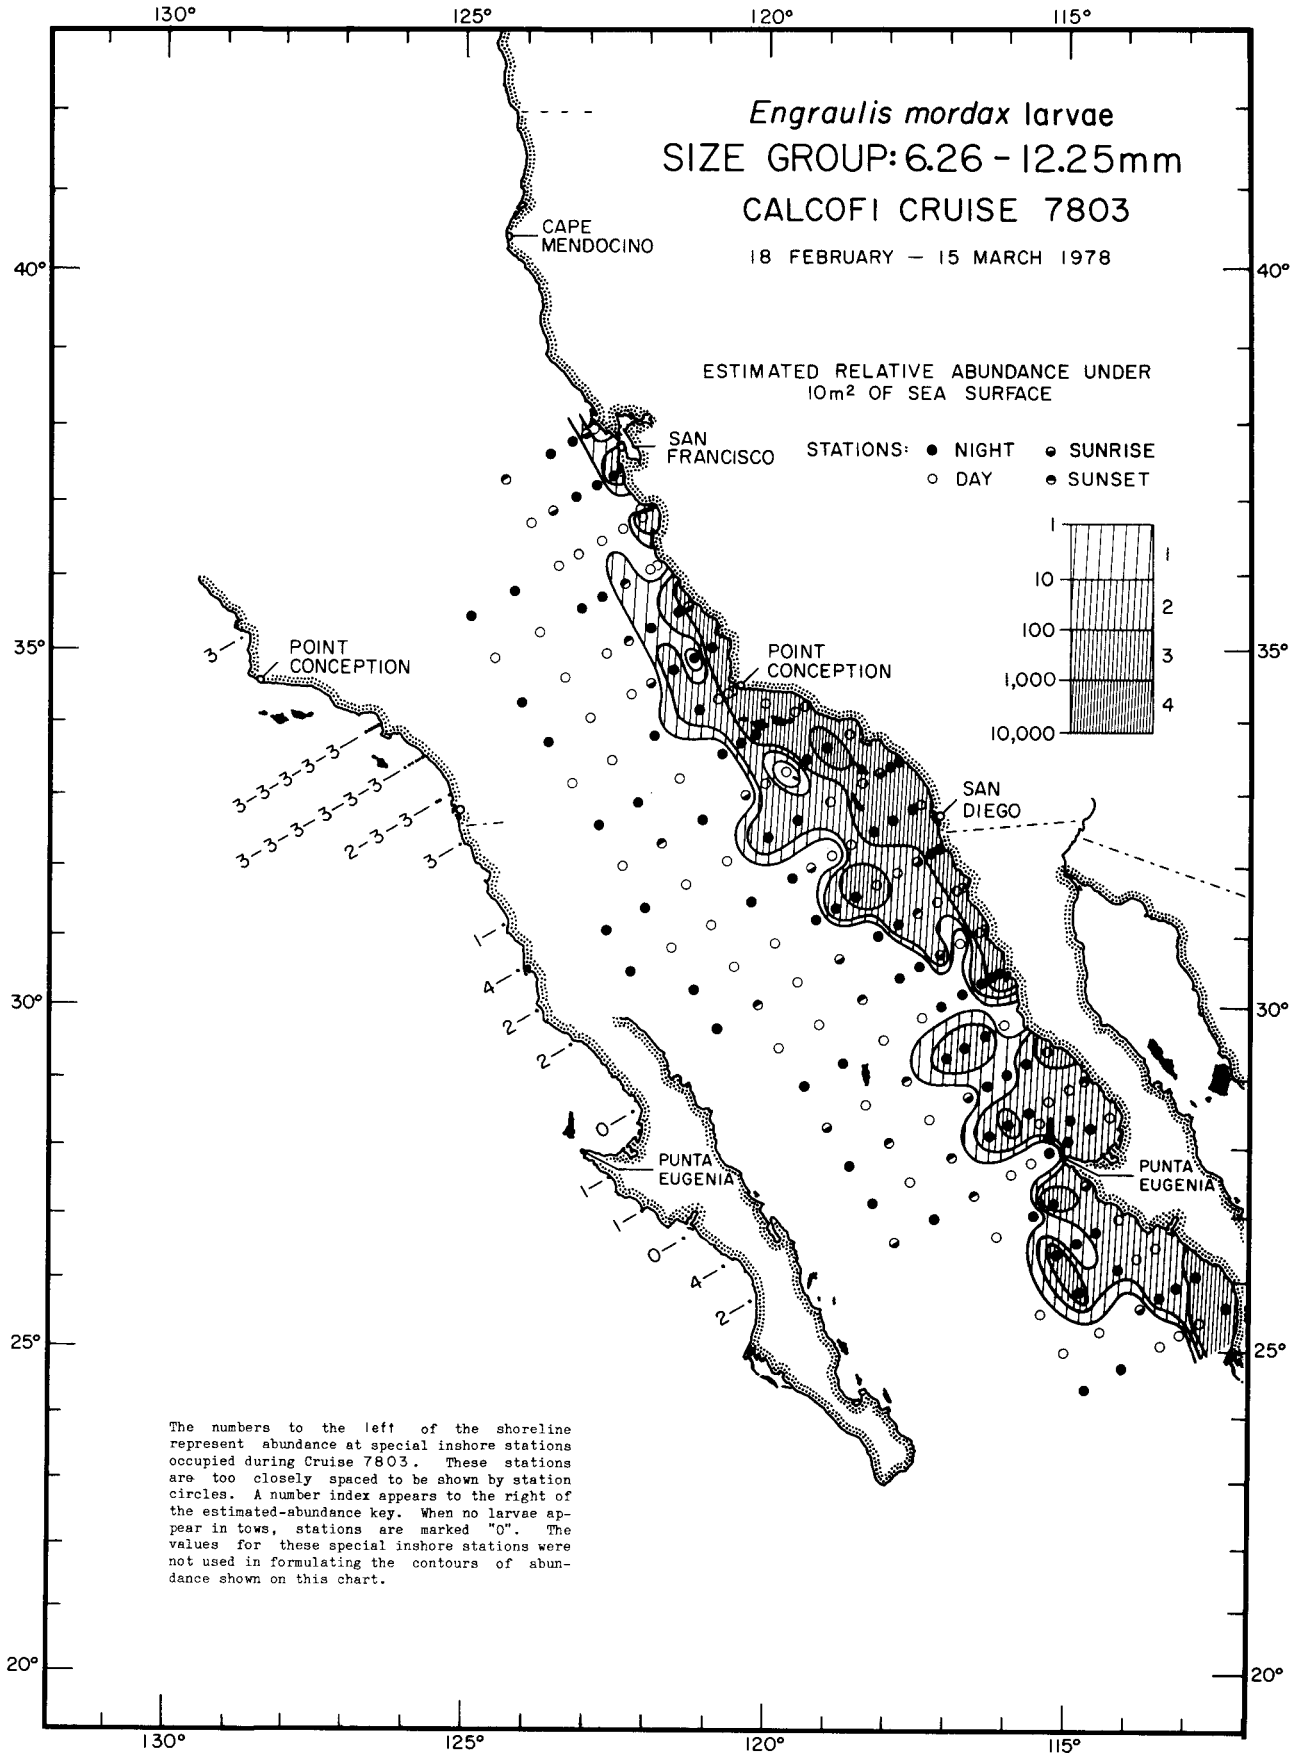 130° 125° 120° 115°
Engraulis mordax larvae
SIZE GROUP: 6.26 - 12.25mm
CALCOFI CRUISE 7803
18 FEBRUARY — 15 MARCH 1978
CAPE
MENDOCINO
40° 40°
ESTIMATED RELATIVE ABUNDANCE UNDER
10m² OF SEA SURFACE
STATIONS: ● NIGHT SUNRISE
○ DAY SUNSET
SAN
FRANCISCO
1
1
10
2
100
3
1,000
4
10,000
35° 35°
3
POINT
CONCEPTION
POINT
CONCEPTION
3-3-3-3-3
3-3-3-3-3
2-3-3
3
SAN
DIEGO
1
4
2
2
30° 30°
0
PUNTA
EUGENIA
PUNTA
EUGENIA
1
1
0
4
2
25° 25°
The numbers to the left of the shoreline
represent abundance at special inshore stations
occupied during Cruise 7803. These stations
are too closely spaced to be shown by station
circles. A number index appears to the right of
the estimated-abundance key. When no larvae ap-
pear in tows, stations are marked "0". The
values for these special inshore stations were
not used in formulating the contours of abun-
dance shown on this chart.
20° 20°
130° 125° 120° 115°